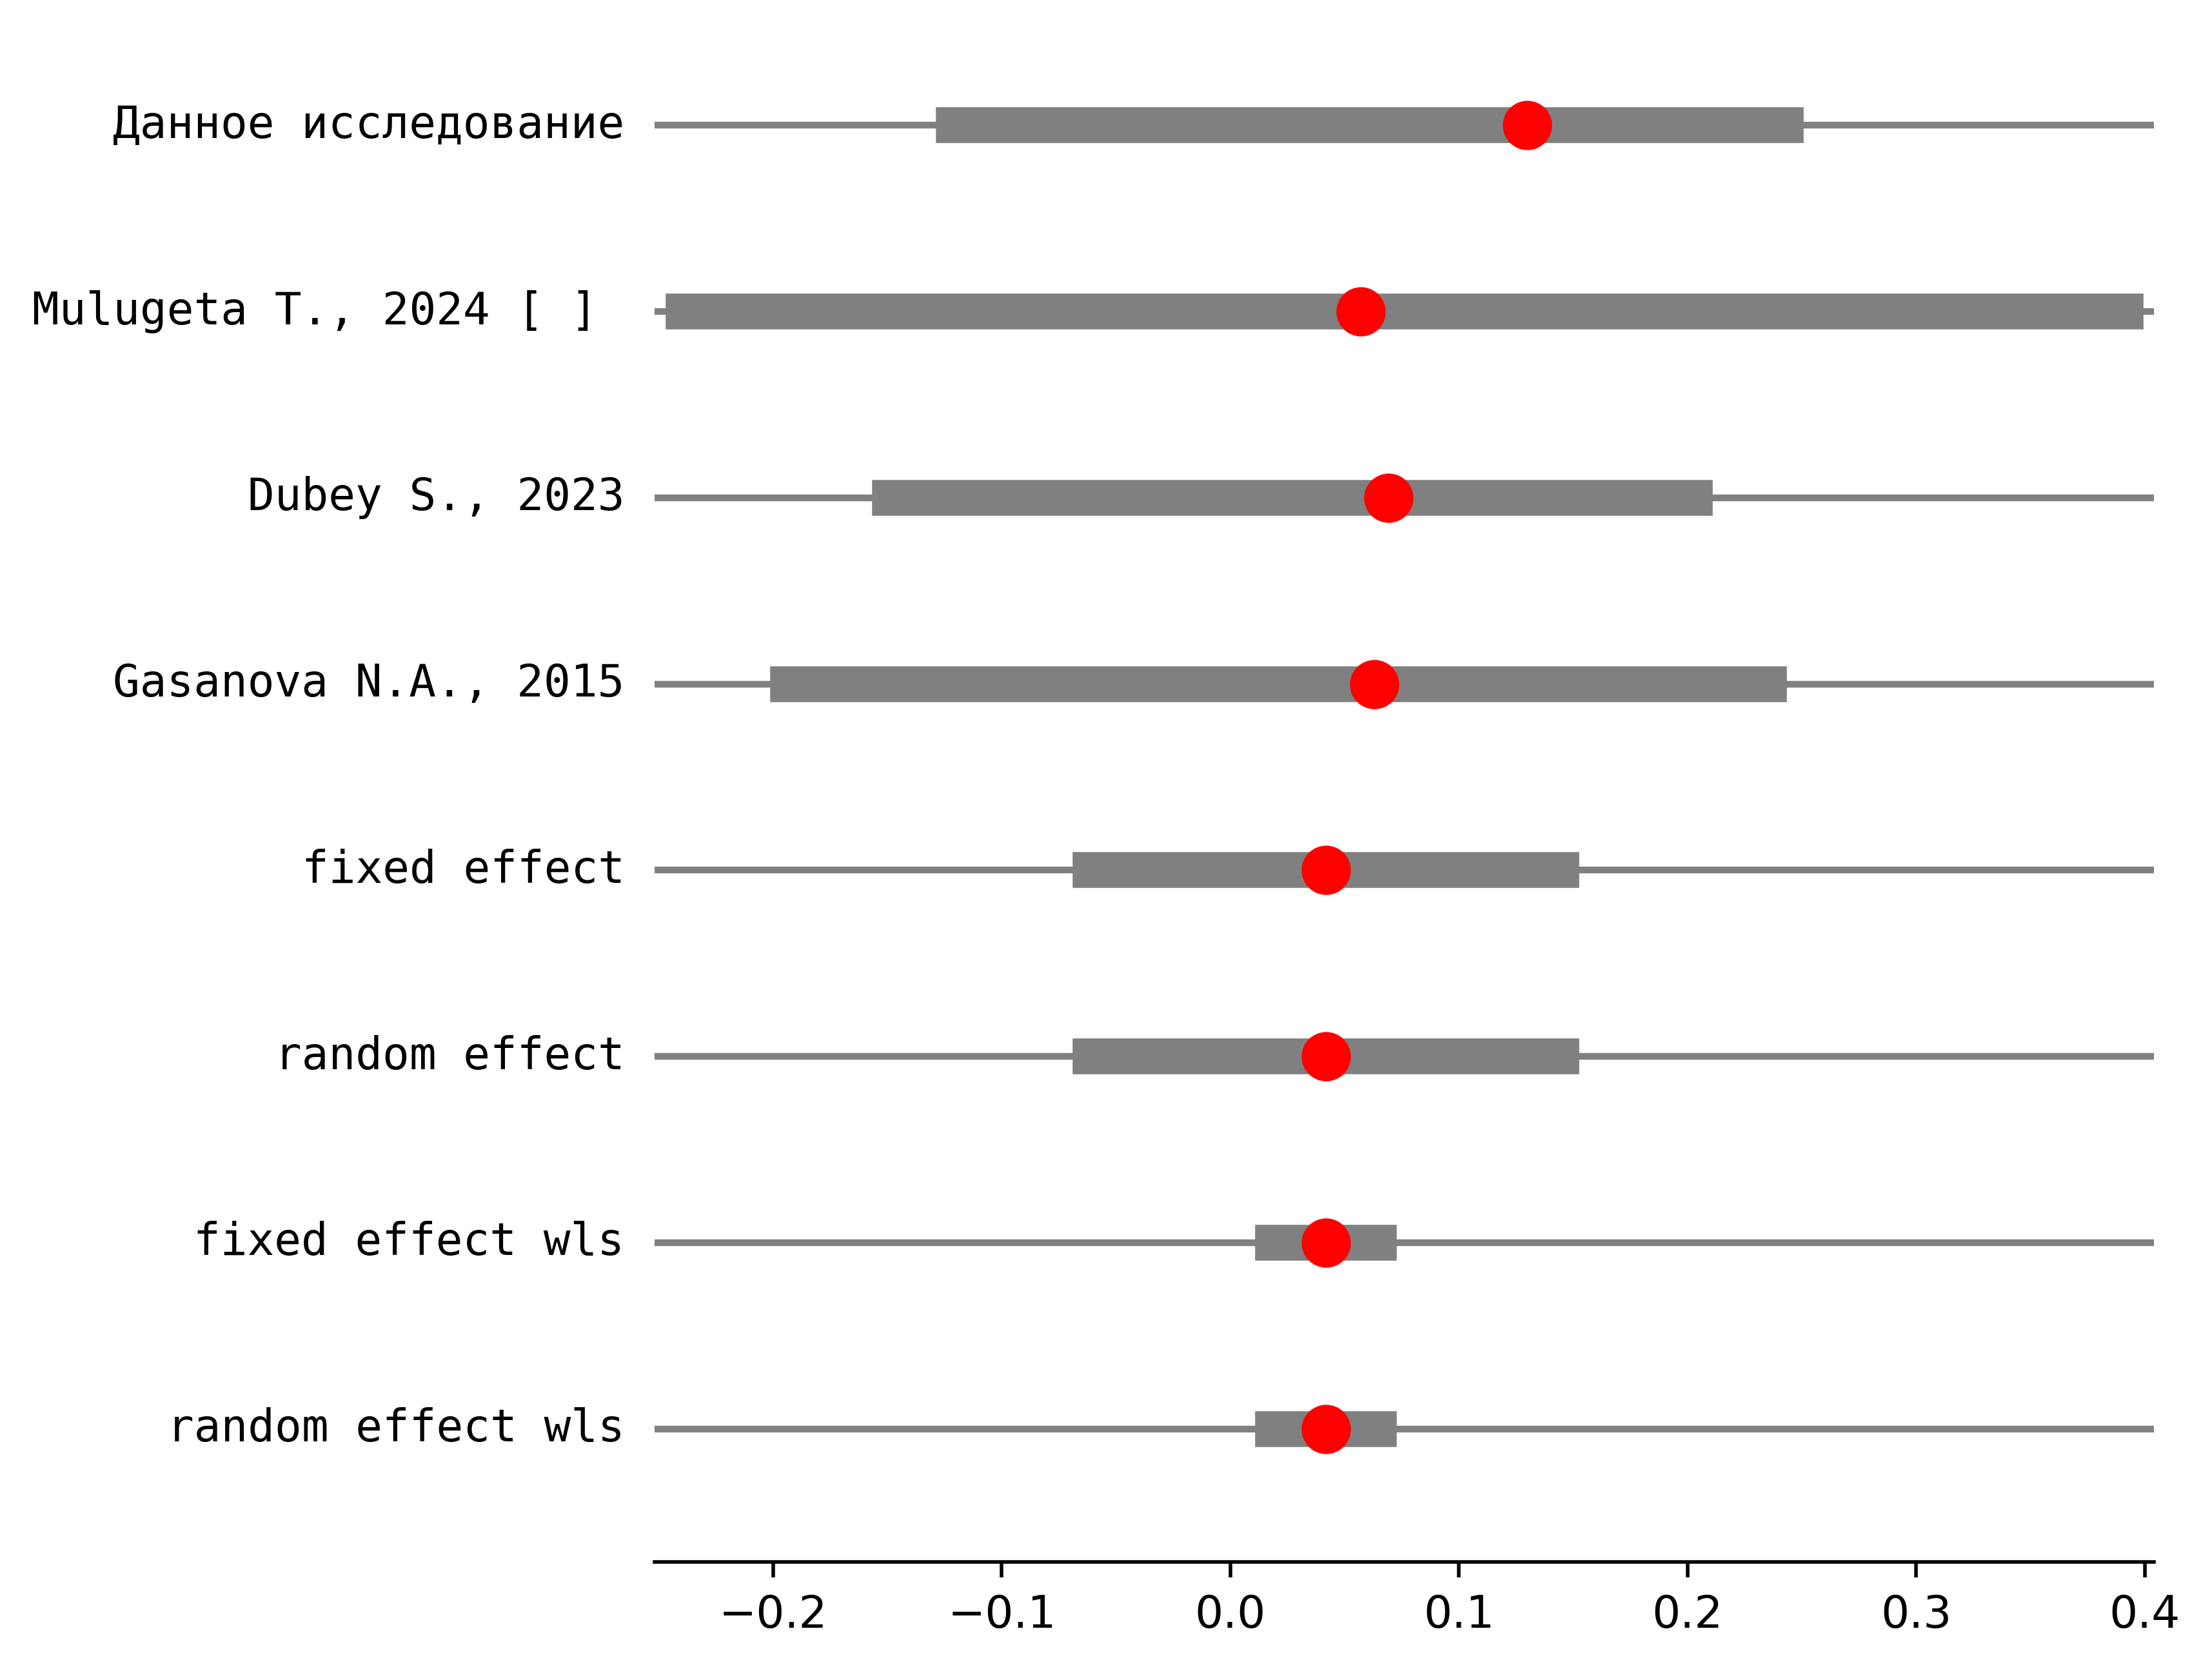 Данное исследование
Mulugeta T., 2024 [ ]
Dubey S., 2023
Gasanova N.A., 2015
fixed effect
random effect
fixed effect wls
random effect wls
−0.2 −0.1 0.0 0.1 0.2 0.3 0.4